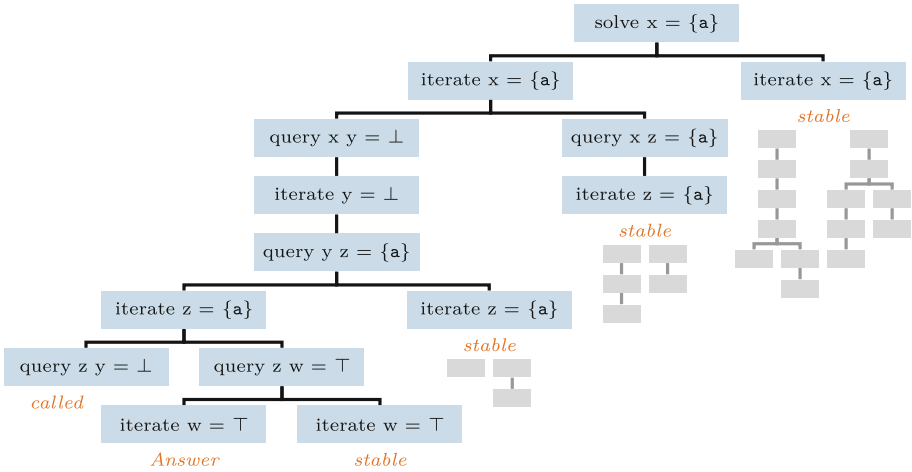 solve x = {a}
iterate x = {a}
iterate x = {a}
stable
query x y = ⊥
query x z = {a}
iterate y = ⊥
iterate z = {a}
stable
query y z = {a}
iterate z = {a}
iterate z = {a}
stable
query z y = ⊥
query z w = ⊤
called
iterate w = ⊤
iterate w = ⊤
Answer
stable